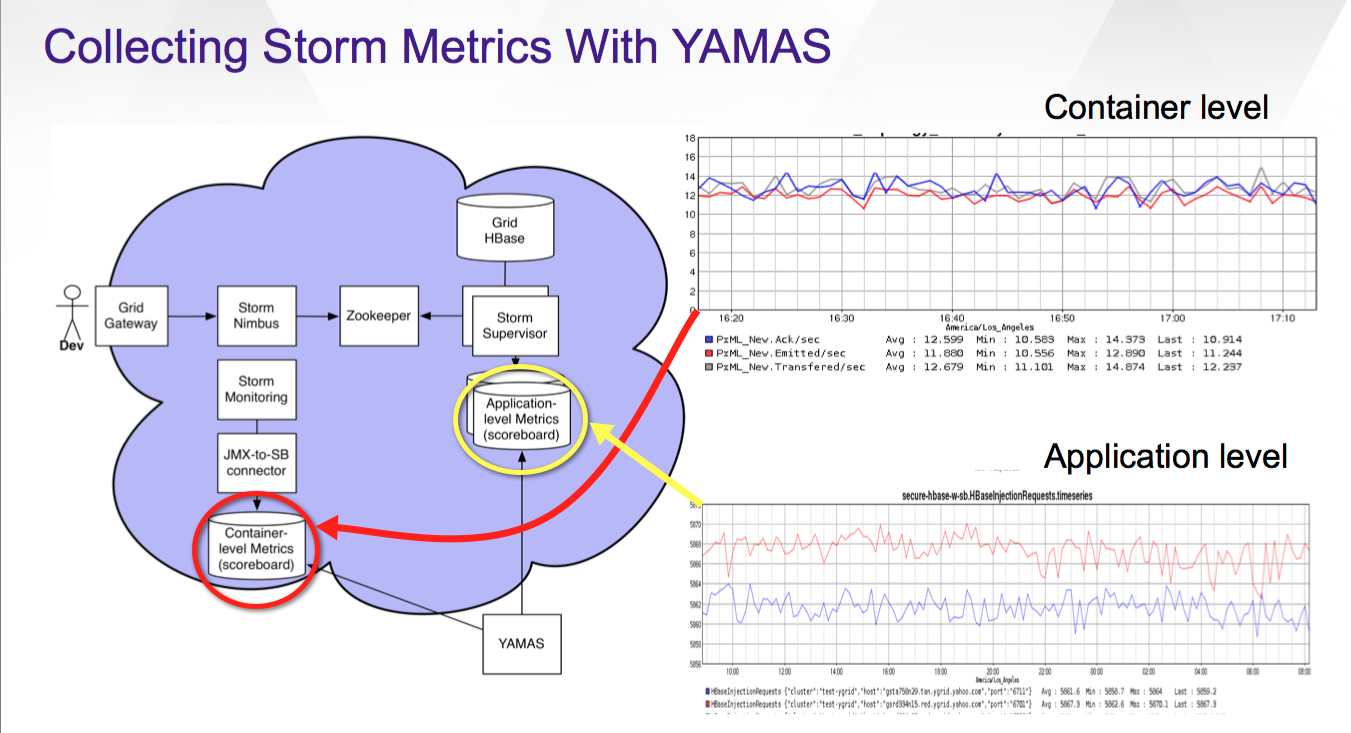 Collecting Storm Metrics With YAMAS
Container level
18
16
14
12
10
8
6
4
2
0
16:20 16:30 16:40 16:50 17:00 17:10
America/Los_Angeles
PxML_New.Ack/sec Avg : 12.599 Min : 10.583 Max : 14.373 Last : 10.914
PxML_New.Emitted/sec Avg : 11.880 Min : 10.556 Max : 12.890 Last : 11.244
PxML_New.Transfered/sec Avg : 12.679 Min : 11.101 Max : 14.874 Last : 12.237
Grid
HBase
Dev
Grid
Gateway
Storm
Nimbus
Zookeeper
Storm
Supervisor
Storm
Monitoring
Application-
level Metrics
(scoreboard)
JMX-to-SB
connector
Container-
level Metrics
(scoreboard)
YAMAS
Application level
secure-hbase-w-sb.HBaseInjectionRequests.timeseries
5870
5868
5866
5864
5862
5860
5858
5856
10:00 12:00 14:00 16:00 18:00 20:00 22:00 00:00 02:00 04:00 06:00 08:00
America/Los_Angeles
HBaseInjectionRequests {"cluster":"test-ygrid","host":"gsta758n29.tan.ygrid.yahoo.com","port":"6711"} Avg : 5861.6 Min : 5858.7 Max : 5864 Last : 5859.2
HBaseInjectionRequests {"cluster":"test-ygrid","host":"gsrd334n15.red.ygrid.yahoo.com","port":"6701"} Avg : 5867.3 Min : 5862.6 Max : 5870.1 Last : 5867.3